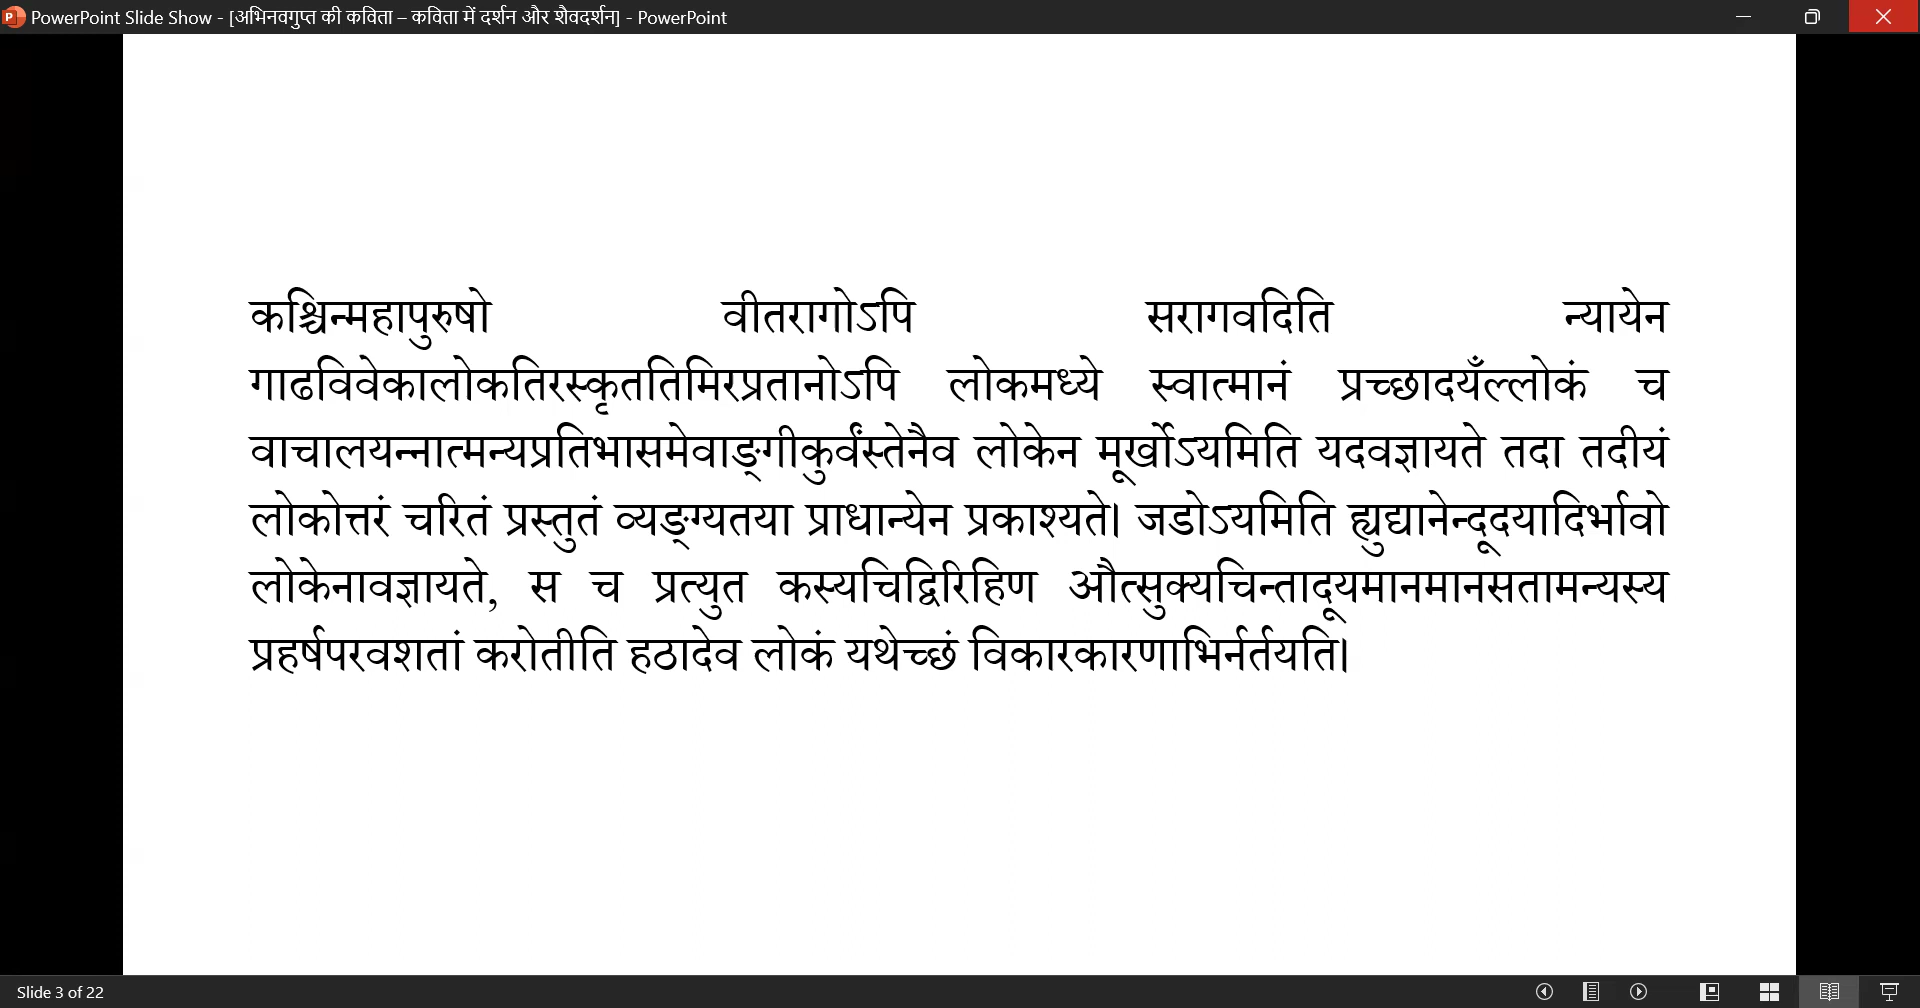 PowerPoint Slide Show - [अभिनवगुप्त की कविता – कविता में दर्शन और शैवदर्शन] - PowerPoint
कश्चिन्महापुरुषो वीतरागोऽपि सरागवदिति न्यायेन
गाढविवेकालोकतिरस्कृततिमिरप्रतानोऽपि लोकमध्ये स्वात्मानं प्रच्छादयँल्लोकं च
वाचालयन्नात्मन्यप्रतिभासमेवाङ्गीकुर्वंस्तेनैव लोकेन मूर्खोऽयमिति यदवज्ञायते तदा तदीयं
लोकोत्तरं चरितं प्रस्तुतं व्यङ्ग्यतया प्राधान्येन प्रकाश्यते। जडोऽयमिति ह्युद्यानेन्दूदयादिर्भावो
लोकेनावज्ञायते, स च प्रत्युत कस्यचिद्विरिहिण औत्सुक्यचिन्तादूयमानमानसतामन्यस्य
प्रहर्षपरवशतां करोतीति हठादेव लोकं यथेच्छं विकारकारणाभिर्नर्तयति।
Slide 3 of 22